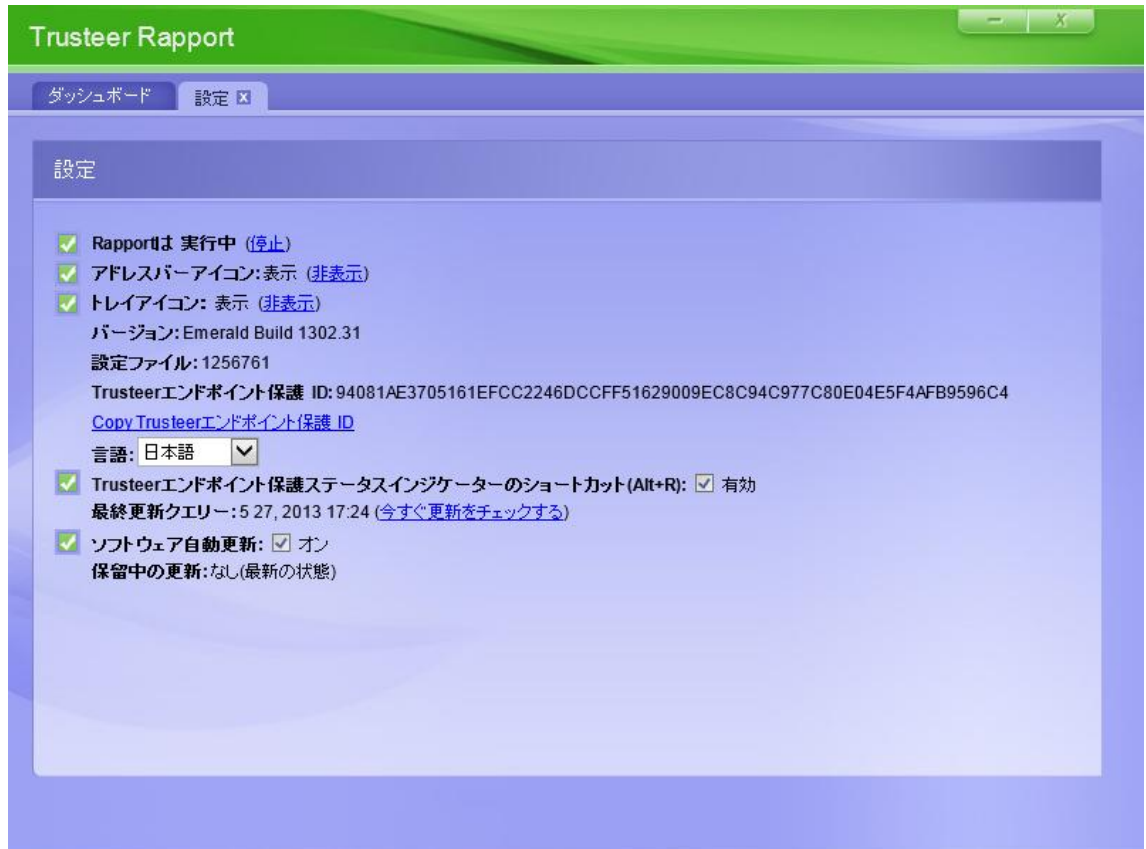 Trusteer Rapport
ダッシュボード
設定
設定
Rapportは 実行中 (停止)
アドレスバーアイコン:表示 (非表示)
トレイアイコン: 表示 (非表示)
バージョン:Emerald Build 1302.31
設定ファイル:1256761
Trusteerエンドポイント保護 ID:94081AE3705161EFCC2246DCCFF51629009EC8C94C977C80E04E5F4AFB9596C4
Copy Trusteerエンドポイント保護 ID
言語: 日本語
Trusteerエンドポイント保護ステータスインジケーターのショートカット(Alt+R): 有効
最終更新クエリー:5 27, 2013 17:24 (今すぐ更新をチェックする)
ソフトウェア自動更新: オン
保留中の更新:なし(最新の状態)